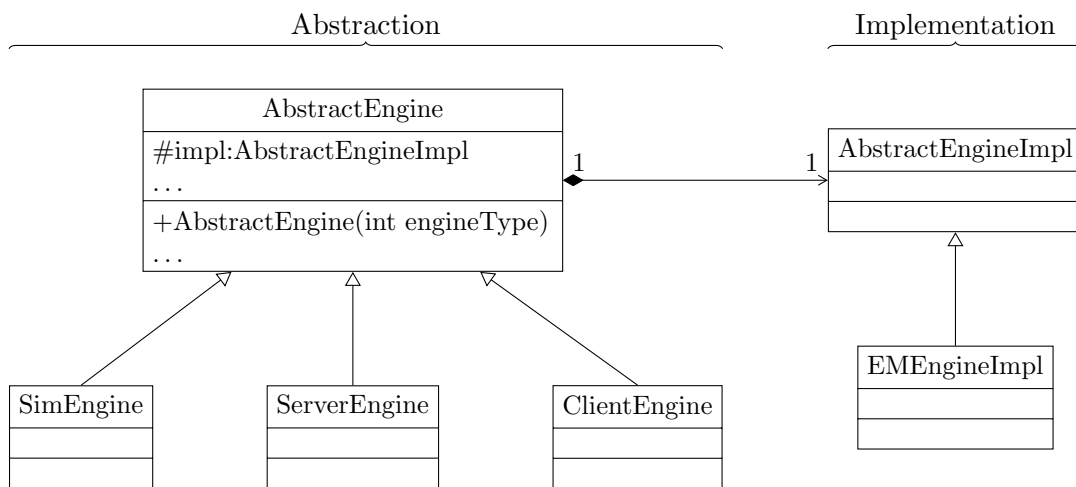 Abstraction
Implementation
AbstractEngine
#impl:AbstractEngineImpl
...
+AbstractEngine(int engineType)
...
1
1
AbstractEngineImpl
SimEngine
ServerEngine
ClientEngine
EMEngineImpl